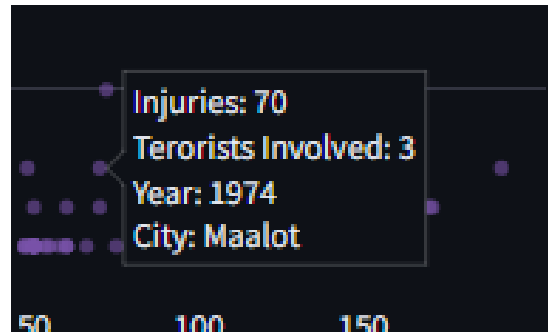 Injuries: 70
Terorists Involved: 3
Year: 1974
City: Maalot
50 100 150